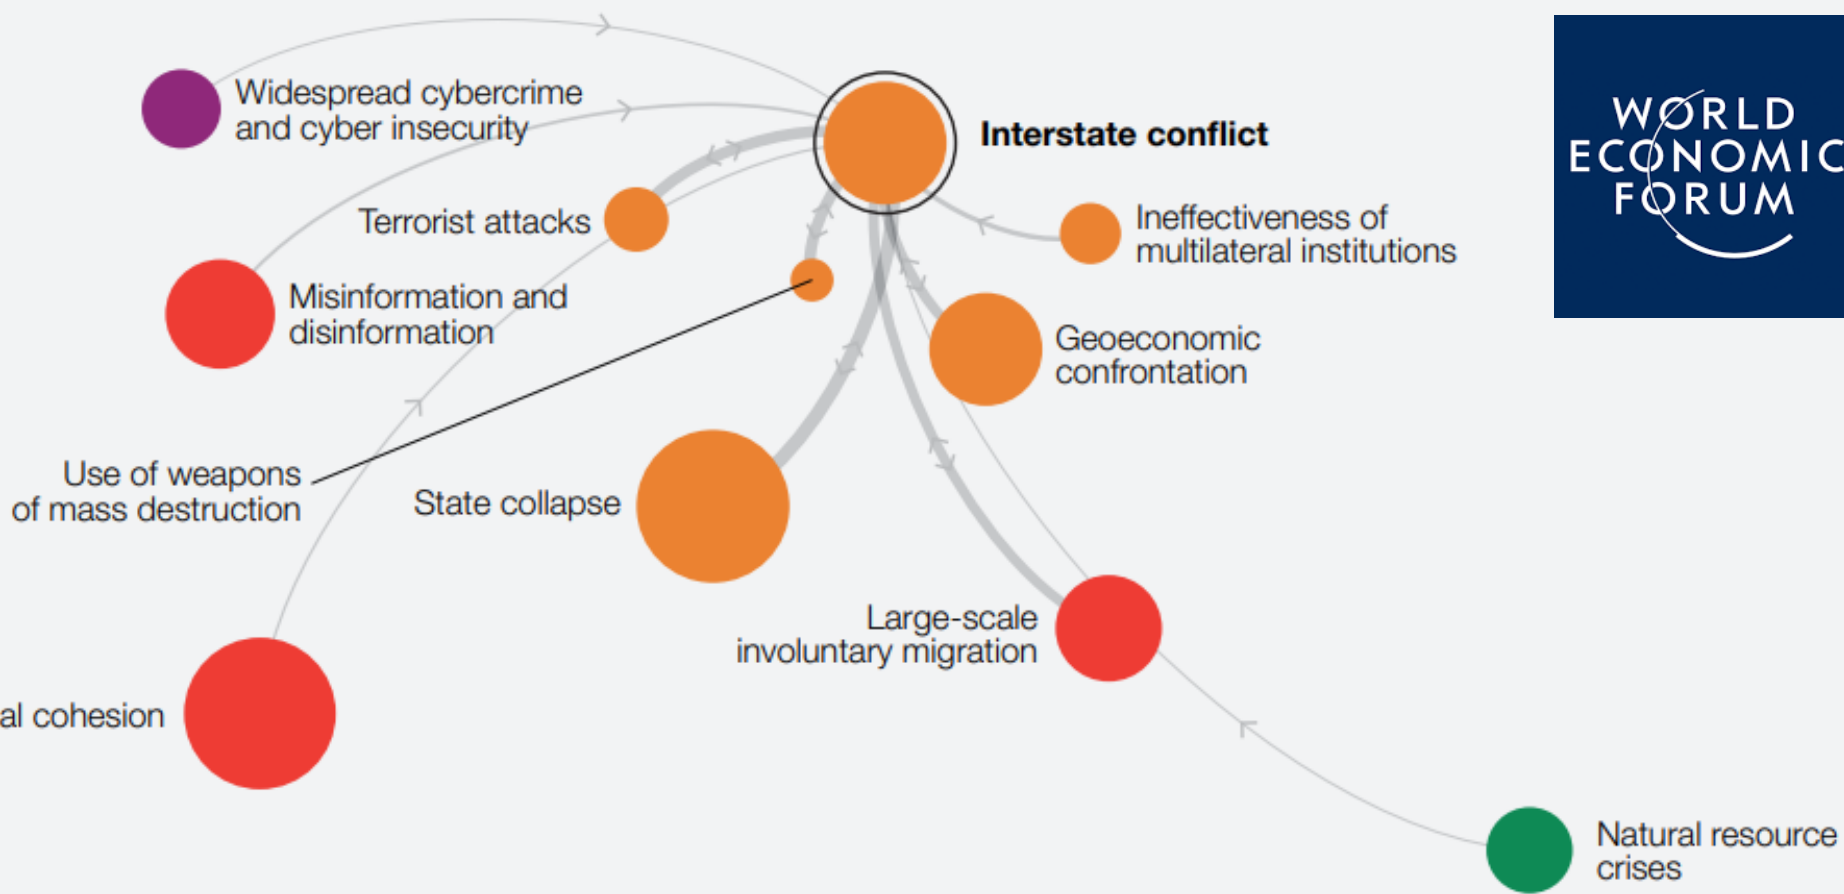 Widespread cybercrime
and cyber insecurity
Interstate conflict
WORLD
ECONOMIC
FORUM
Terrorist attacks
Ineffectiveness of
multilateral institutions
Misinformation and
disinformation
Geoeconomic
confrontation
Use of weapons
of mass destruction
State collapse
Large-scale
involuntary migration
al cohesion
Natural resource
crises